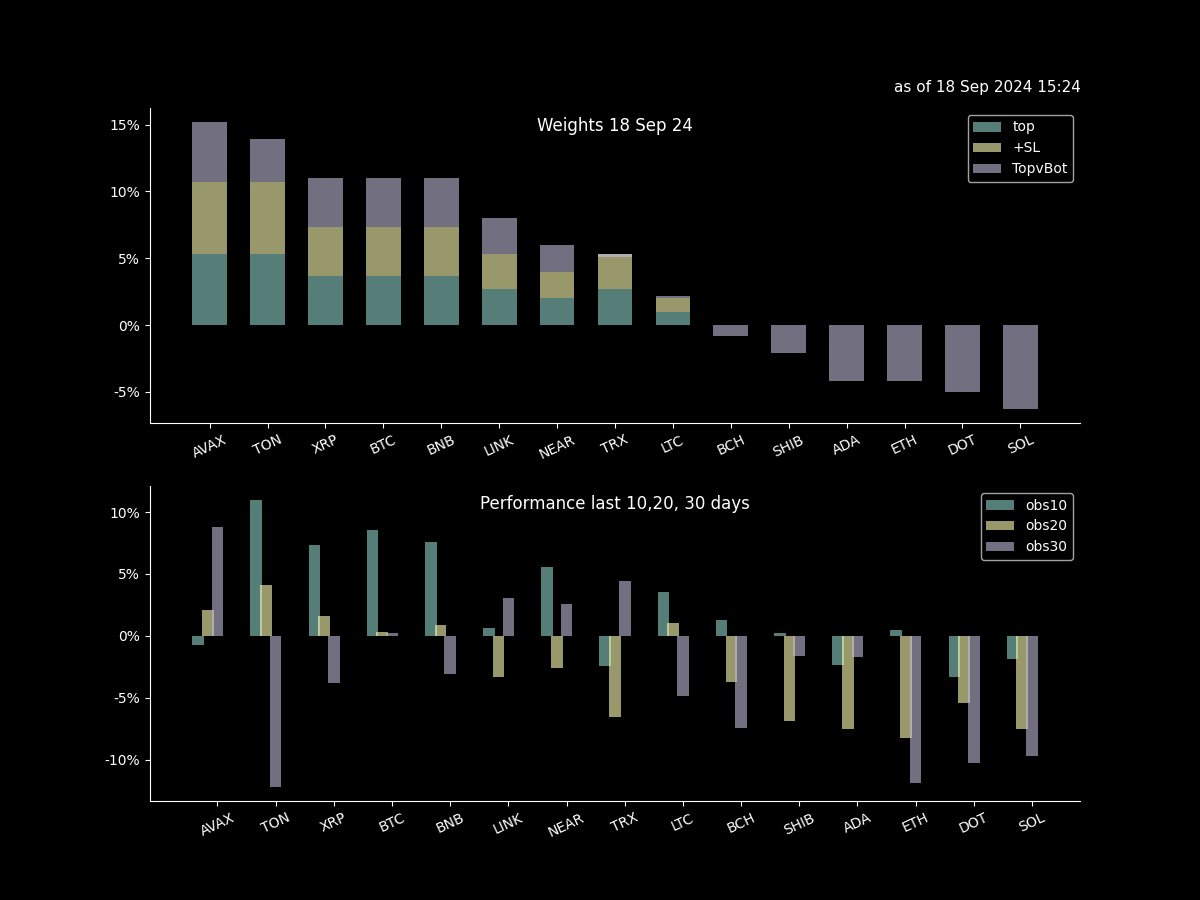 as of 18 Sep 2024 15:24
Weights 18 Sep 24
top
+SL
TopvBot
15%
10%
5%
0%
-5%
AVAX TON XRP BTC BNB LINK NEAR TRX LTC BCH SHIB ADA ETH DOT SOL
Performance last 10,20, 30 days
obs10
obs20
obs30
10%
5%
0%
-5%
-10%
AVAX TON XRP BTC BNB LINK NEAR TRX LTC BCH SHIB ADA ETH DOT SOL